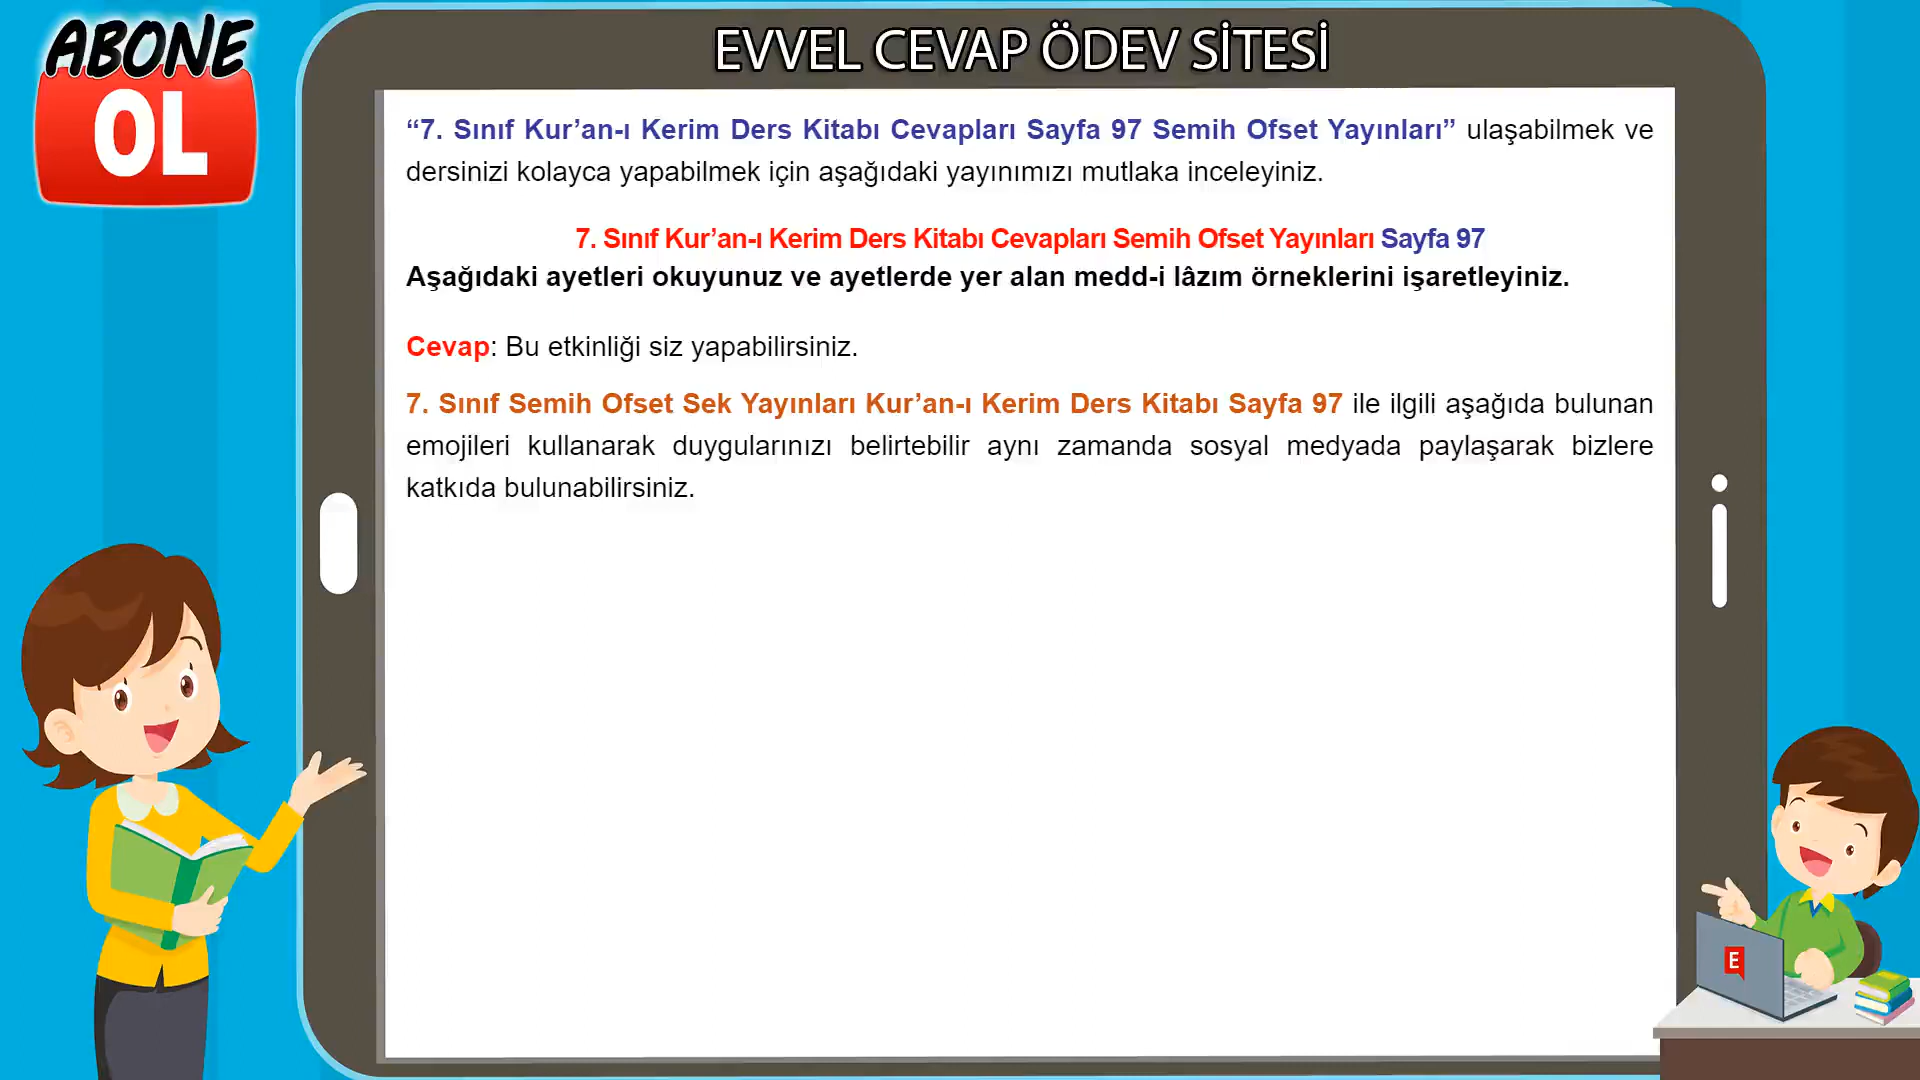 ABONE
OL
EVVEL CEVAP ÖDEV SİTESİ
“7. Sınıf Kur’an-ı Kerim Ders Kitabı Cevapları Sayfa 97 Semih Ofset Yayınları” ulaşabilmek ve
dersinizi kolayca yapabilmek için aşağıdaki yayınımızı mutlaka inceleyiniz.
7. Sınıf Kur’an-ı Kerim Ders Kitabı Cevapları Semih Ofset Yayınları Sayfa 97
Aşağıdaki ayetleri okuyunuz ve ayetlerde yer alan medd-i lâzım örneklerini işaretleyiniz.
Cevap: Bu etkinliği siz yapabilirsiniz.
7. Sınıf Semih Ofset Sek Yayınları Kur’an-ı Kerim Ders Kitabı Sayfa 97 ile ilgili aşağıda bulunan
emojileri kullanarak duygularınızı belirtebilir aynı zamanda sosyal medyada paylaşarak bizlere
katkıda bulunabilirsiniz.
E